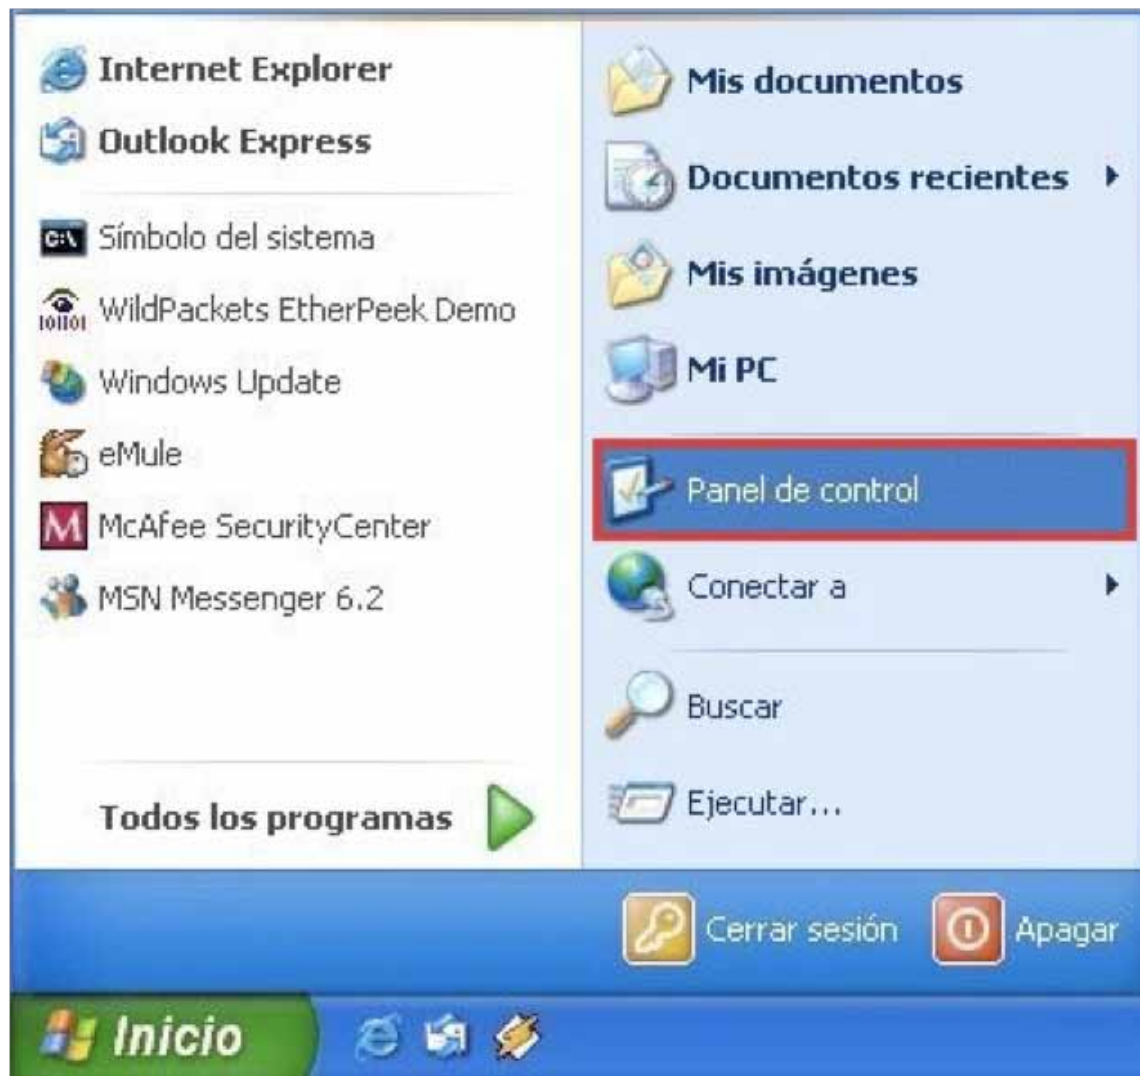 Internet Explorer
Outlook Express
C:\
Símbolo del sistema
101101
WildPackets EtherPeek Demo
Windows Update
eMule
M
McAfee SecurityCenter
MSN Messenger 6.2
Todos los programas
Mis documentos
Documentos recientes
Mis imágenes
Mi PC
Panel de control
Conectar a
Buscar
Ejecutar...
Cerrar sesión
Apagar
Inicio